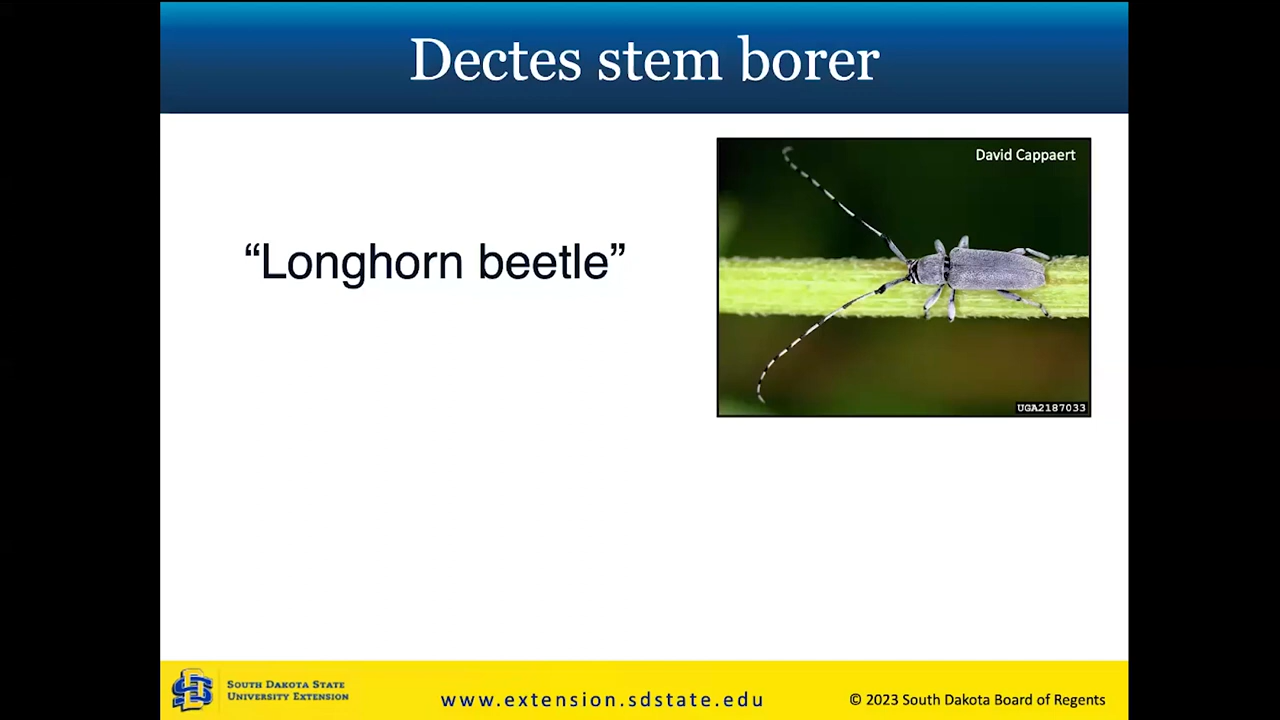 Dectes stem borer
David Cappaert
“Longhorn beetle”
UGA2187033
SOUTH DAKOTA STATE
UNIVERSITY EXTENSION
www.extension.sdstate.edu
© 2023 South Dakota Board of Regents